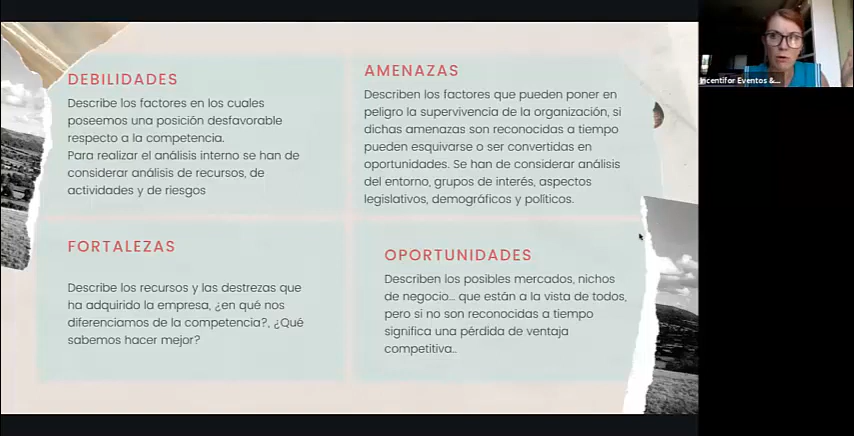 DEBILIDADES
Describe los factores en los cuales
poseemos una posición desfavorable
respecto a la competencia.
Para realizar el análisis interno se han de
considerar análisis de recursos, de
actividades y de riesgos
AMENAZAS
Describen los factores que pueden poner en
peligro la supervivencia de la organización, si
dichas amenazas son reconocidas a tiempo
pueden esquivarse o ser convertidas en
oportunidades. Se han de considerar análisis
del entorno, grupos de interés, aspectos
legislativos, demográficos y políticos.
FORTALEZAS
Describe los recursos y las destrezas que
ha adquirido la empresa, ¿en qué nos
diferenciamos de la competencia?, ¿Qué
sabemos hacer mejor?
OPORTUNIDADES
Describen los posibles mercados, nichos
de negocio... que están a la vista de todos,
pero si no son reconocidas a tiempo
significa una pérdida de ventaja
competitiva..
Incentifor Eventos &...